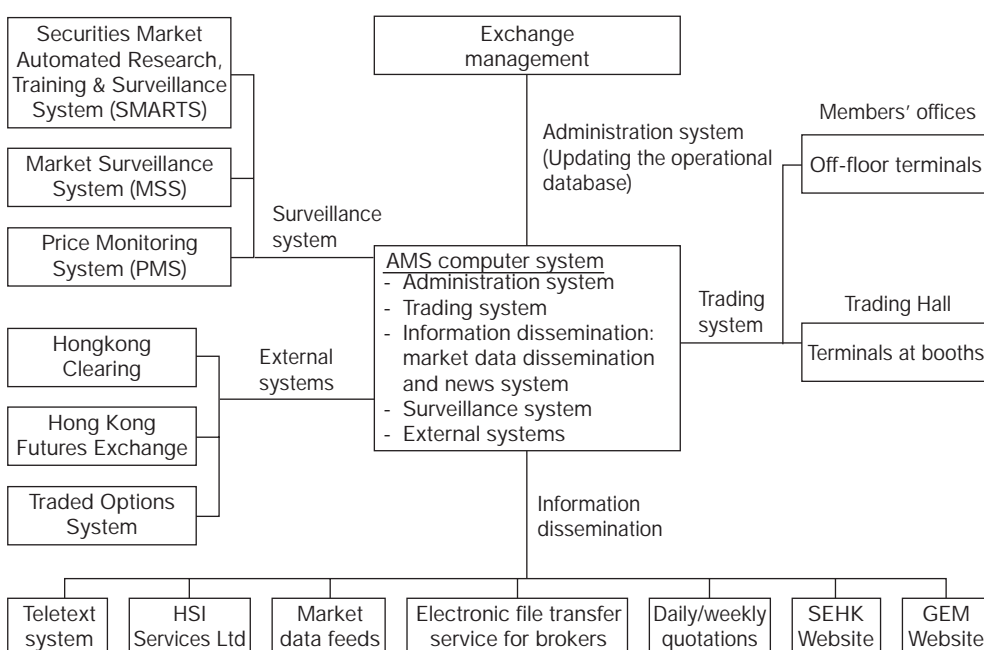 Securities Market
Automated Research,
Training & Surveillance
System (SMARTS)
Market Surveillance
System (MSS)
Price Monitoring
System (PMS)
Surveillance
system
Exchange
management
Administration system
(Updating the operational
database)
Members' offices
Off-floor terminals
Trading Hall
Terminals at booths
Trading
system
AMS computer system
- Administration system
- Trading system
- Information dissemination:
market data dissemination
and news system
- Surveillance system
- External systems
Hongkong
Clearing
Hong Kong
Futures Exchange
Traded Options
System
External
systems
Information
dissemination
Teletext
system
HSI
Services Ltd
Market
data feeds
Electronic file transfer
service for brokers
Daily/weekly
quotations
SEHK
Website
GEM
Website